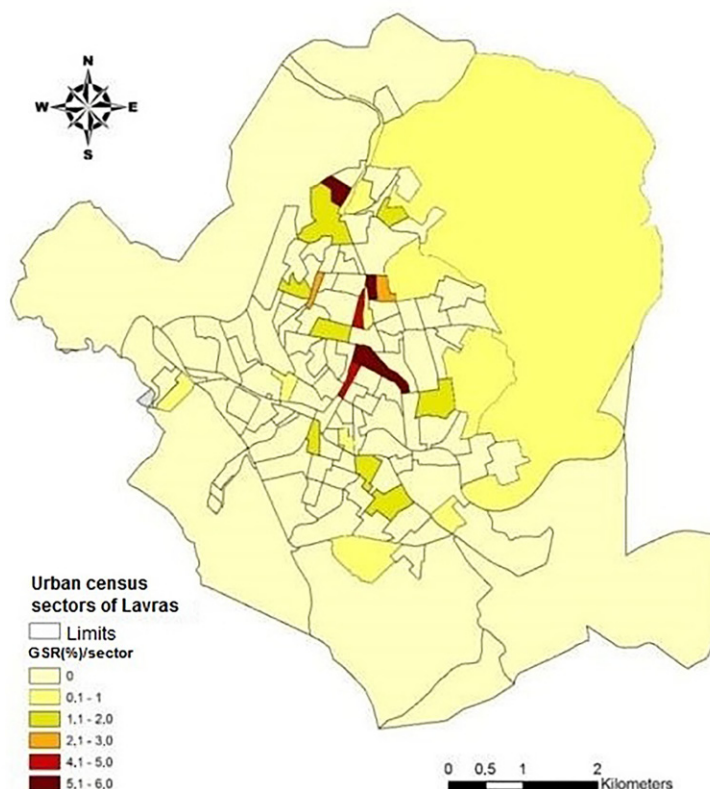 N
W E
S
Urban census
sectors of Lavras
Limits
GSR(%)/sector
0
0,1 - 1
1,1 - 2,0
2,1 - 3,0
4,1 - 5,0
5,1 - 6,0
0 0.5 1 2
Kilometers